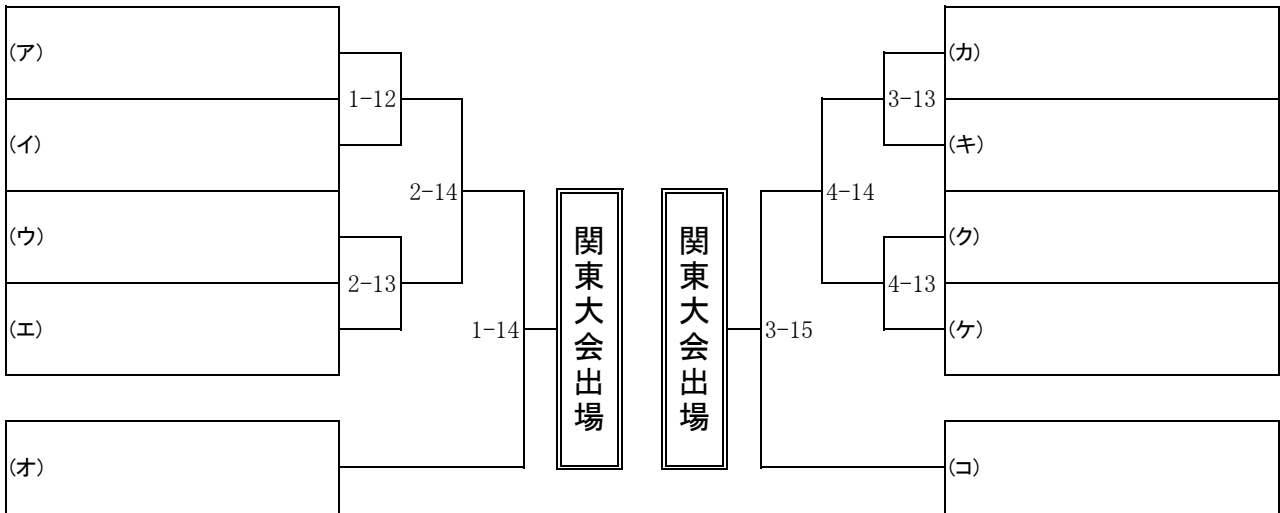 (ア)
1-12
(イ)
2-14
(ウ)
2-13
(エ)
1-14
(オ)
関東大会出場
関東大会出場
(カ)
3-13
(キ)
4-14
(ク)
4-13
(ケ)
3-15
(コ)